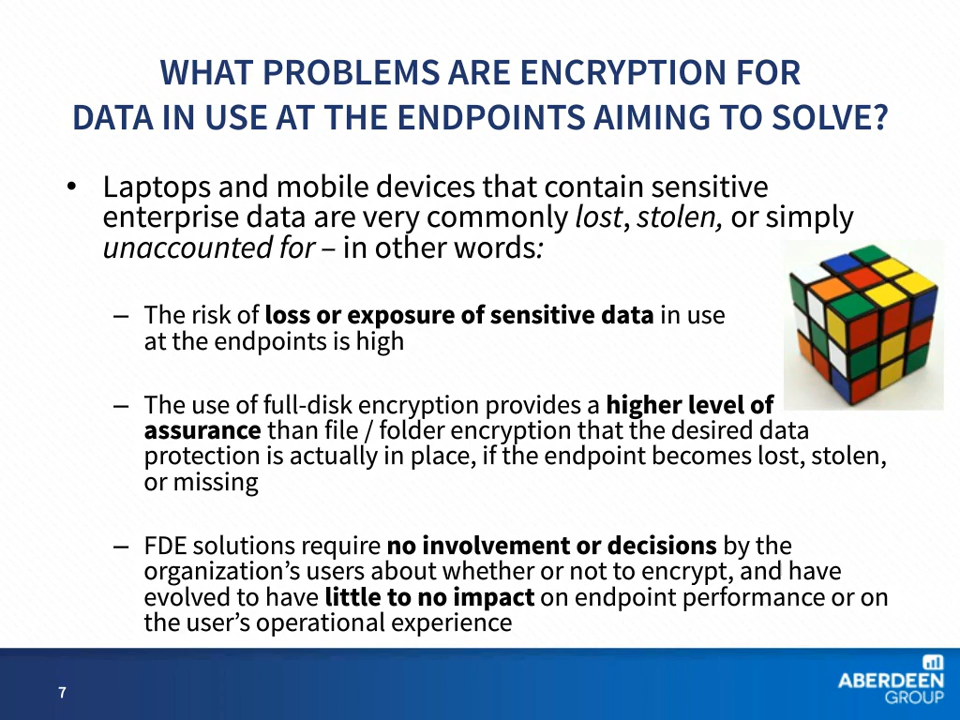 WHAT PROBLEMS ARE ENCRYPTION FOR
DATA IN USE AT THE ENDPOINTS AIMING TO SOLVE?
• Laptops and mobile devices that contain sensitive
enterprise data are very commonly lost, stolen, or simply
unaccounted for – in other words:
– The risk of loss or exposure of sensitive data in use
at the endpoints is high
– The use of full-disk encryption provides a higher level of
assurance than file / folder encryption that the desired data
protection is actually in place, if the endpoint becomes lost, stolen,
or missing
– FDE solutions require no involvement or decisions by the
organization’s users about whether or not to encrypt, and have
evolved to have little to no impact on endpoint performance or on
the user’s operational experience
7
ABERDEEN
GROUP